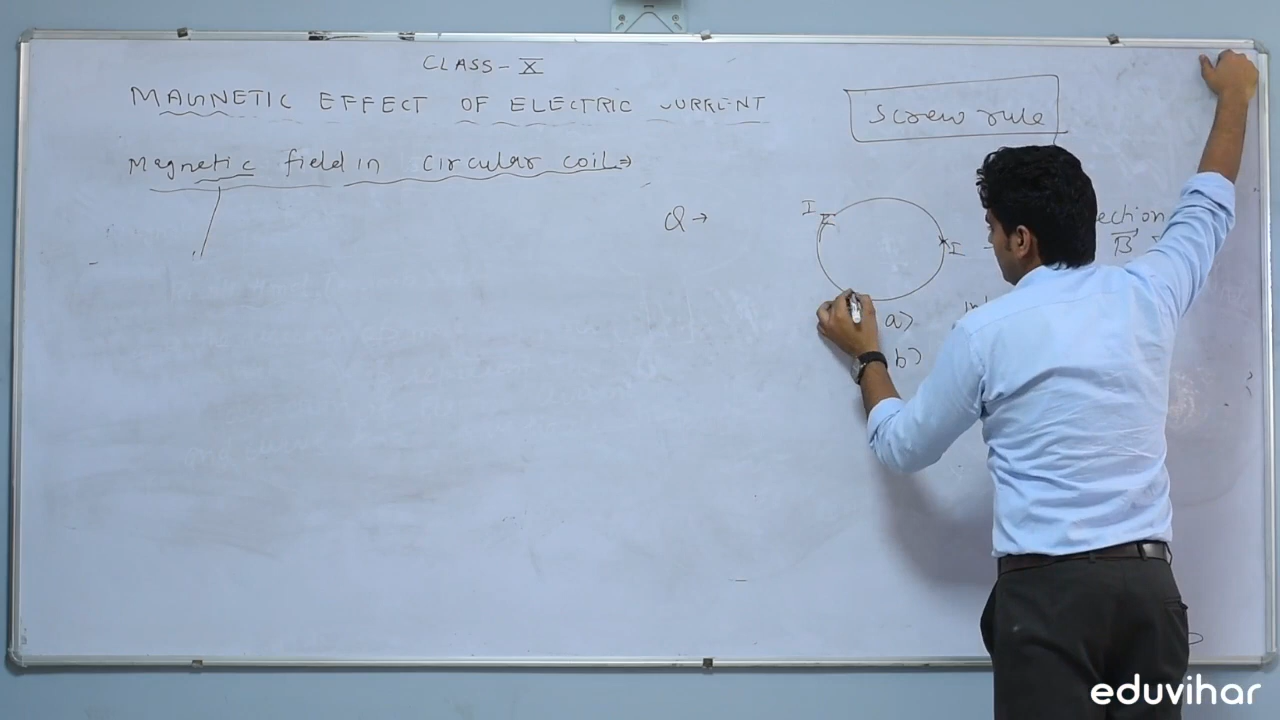 CLASS - X
MAGNETIC EFFECT OF ELECTRIC CURRENT
Screw rule
Magnetic field in circular coil ⇒
Q →
I
I
ection
B
a)
b)
eduvihar